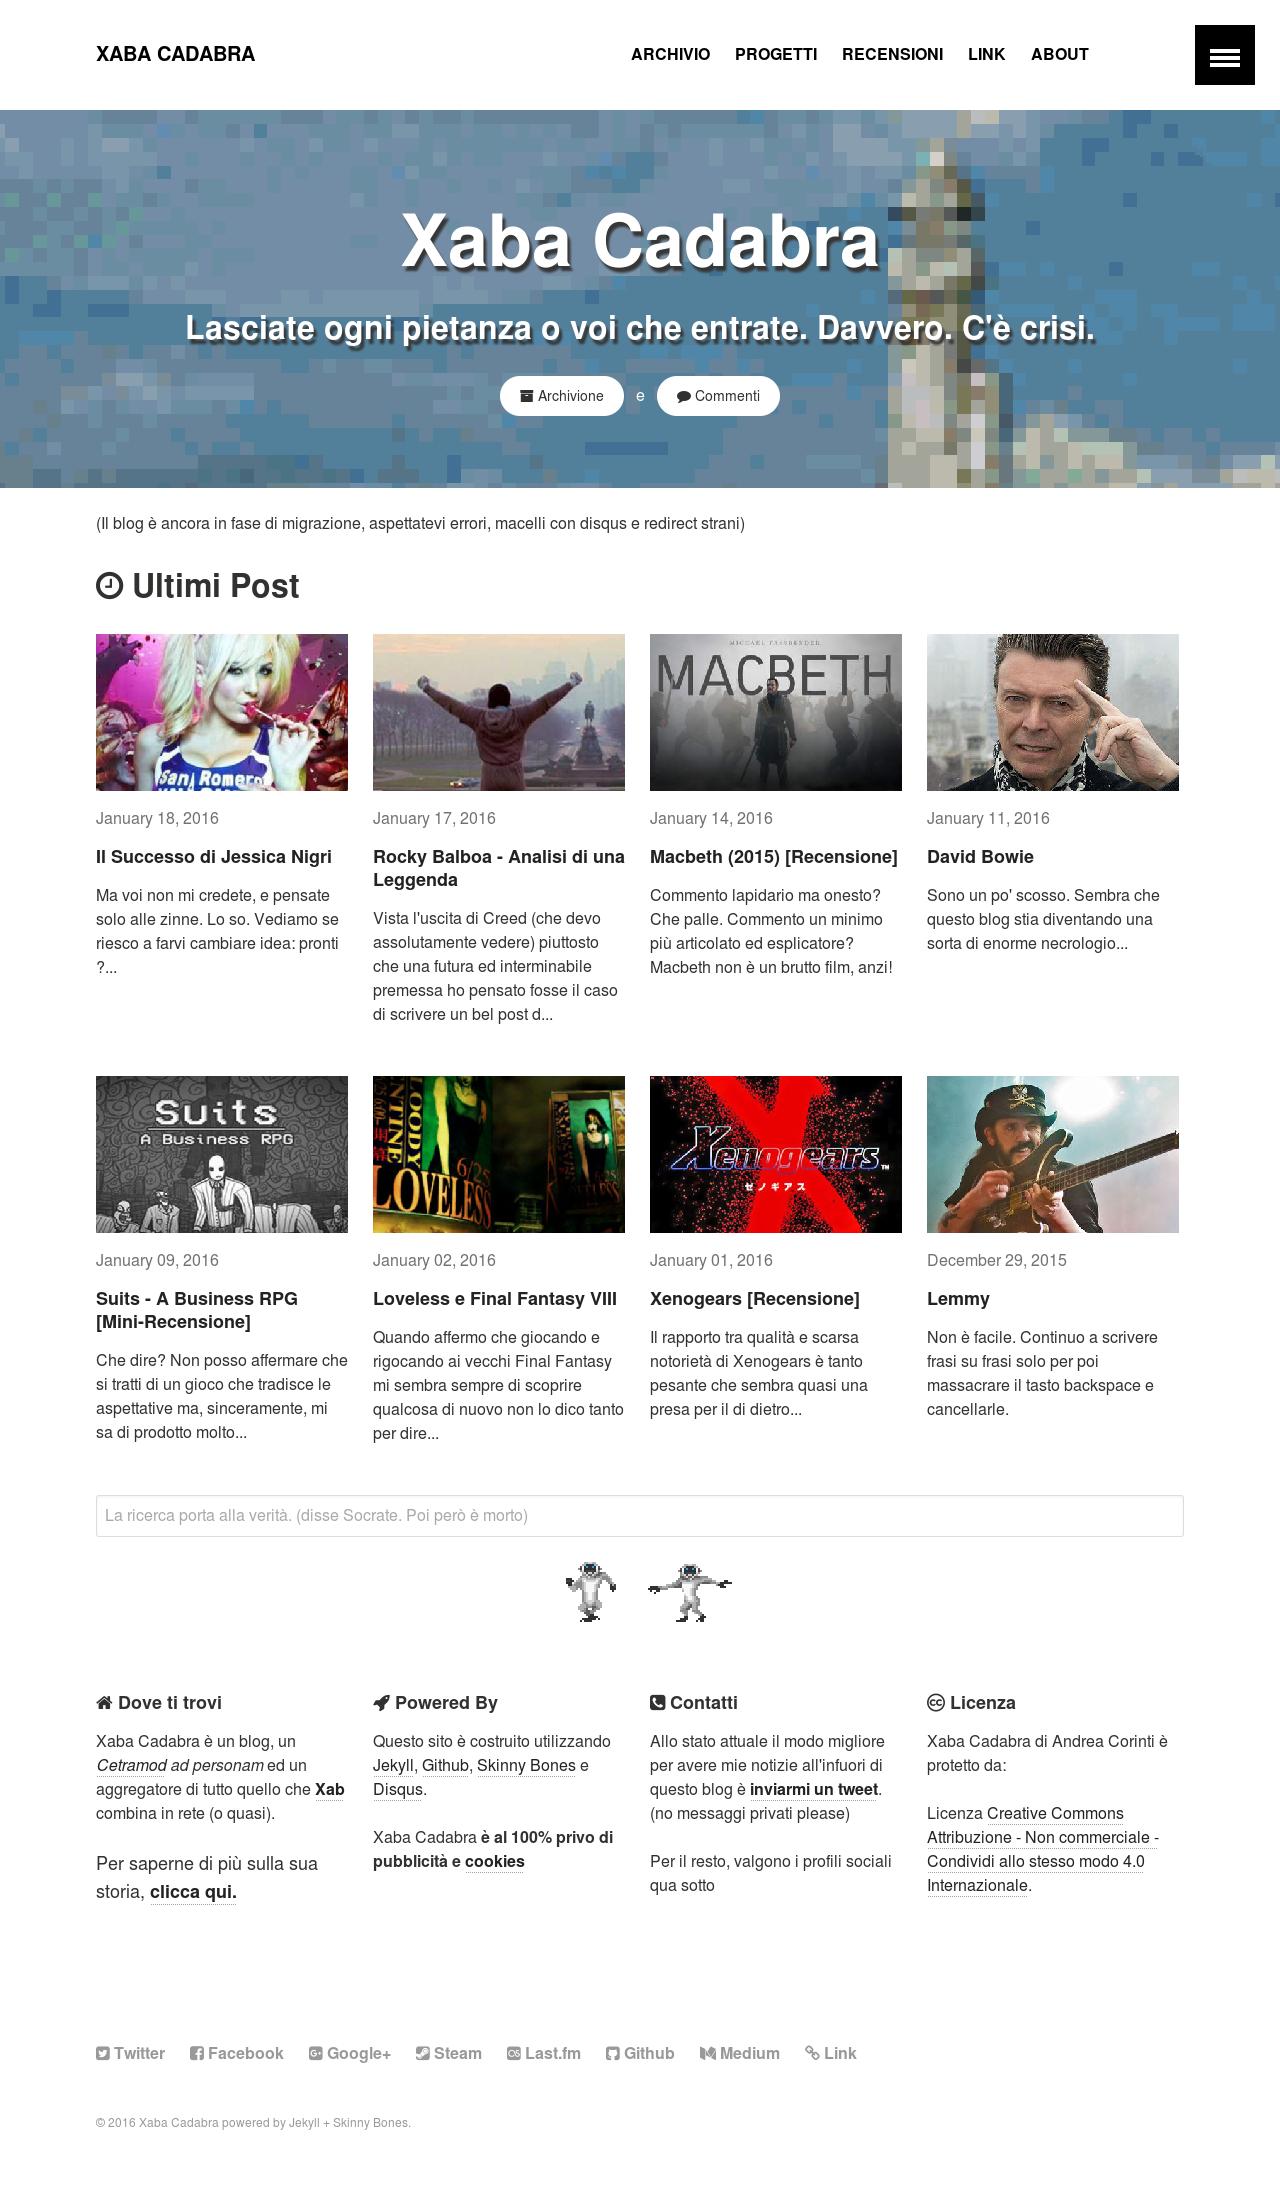 XABA CADABRA
ARCHIVIO PROGETTI RECENSIONI LINK ABOUT
Xaba Cadabra
Lasciate ogni pietanza o voi che entrate. Davvero. C'è crisi.
Archivione e Commenti
(Il blog è ancora in fase di migrazione, aspettatevi errori, macelli con disqus e redirect strani)
Ultimi Post
San Romero
January 18, 2016
Il Successo di Jessica Nigri
Ma voi non mi credete, e pensate
solo alle zinne. Lo so. Vediamo se
riesco a farvi cambiare idea: pronti
?...
January 17, 2016
Rocky Balboa - Analisi di una
Leggenda
Vista l'uscita di Creed (che devo
assolutamente vedere) piuttosto
che una futura ed interminabile
premessa ho pensato fosse il caso
di scrivere un bel post d...
MICHAEL FASSBENDER
MACBETH
January 14, 2016
Macbeth (2015) [Recensione]
Commento lapidario ma onesto?
Che palle. Commento un minimo
più articolato ed esplicatore?
Macbeth non è un brutto film, anzi!
January 11, 2016
David Bowie
Sono un po' scosso. Sembra che
questo blog stia diventando una
sorta di enorme necrologio...
Suits
A Business RPG
January 09, 2016
Suits - A Business RPG
[Mini-Recensione]
Che dire? Non posso affermare che
si tratti di un gioco che tradisce le
aspettative ma, sinceramente, mi
sa di prodotto molto...
LOVELESS
6/25
January 02, 2016
Loveless e Final Fantasy VIII
Quando affermo che giocando e
rigocando ai vecchi Final Fantasy
mi sembra sempre di scoprire
qualcosa di nuovo non lo dico tanto
per dire...
Xenogears™
ゼノギアス
January 01, 2016
Xenogears [Recensione]
Il rapporto tra qualità e scarsa
notorietà di Xenogears è tanto
pesante che sembra quasi una
presa per il di dietro...
December 29, 2015
Lemmy
Non è facile. Continuo a scrivere
frasi su frasi solo per poi
massacrare il tasto backspace e
cancellarle.
La ricerca porta alla verità. (disse Socrate. Poi però è morto)
Dove ti trovi
Xaba Cadabra è un blog, un
Cetramod ad personam ed un
aggregatore di tutto quello che Xab
combina in rete (o quasi).
Per saperne di più sulla sua
storia, clicca qui.
Powered By
Questo sito è costruito utilizzando
Jekyll, Github, Skinny Bones e
Disqus.
Xaba Cadabra è al 100% privo di
pubblicità e cookies
Contatti
Allo stato attuale il modo migliore
per avere mie notizie all'infuori di
questo blog è inviarmi un tweet.
(no messaggi privati please)
Per il resto, valgono i profili sociali
qua sotto
Licenza
Xaba Cadabra di Andrea Corinti è
protetto da:
Licenza Creative Commons
Attribuzione - Non commerciale -
Condividi allo stesso modo 4.0
Internazionale.
Twitter Facebook Google+ Steam Last.fm Github Medium Link
© 2016 Xaba Cadabra powered by Jekyll + Skinny Bones.